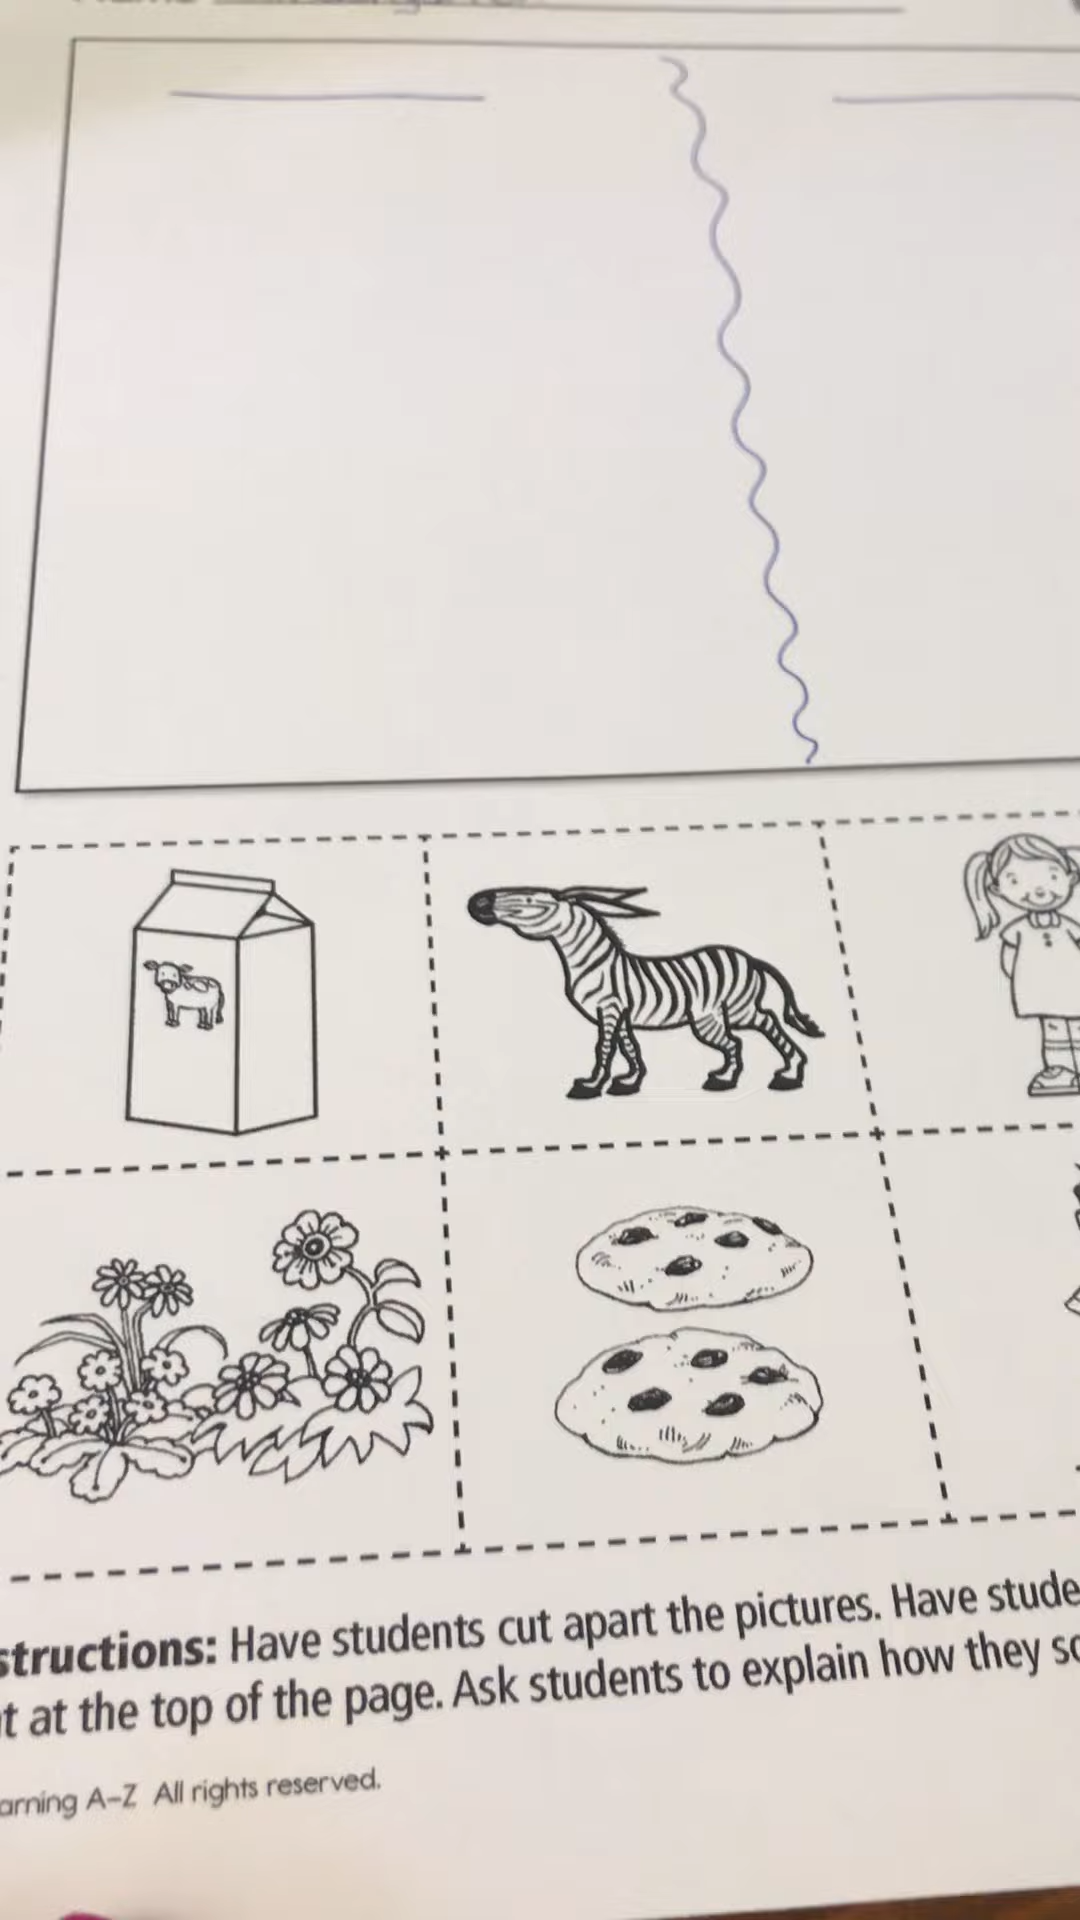 structions: Have students cut apart the pictures. Have stude
t at the top of the page. Ask students to explain how they so
arning A–Z All rights reserved.